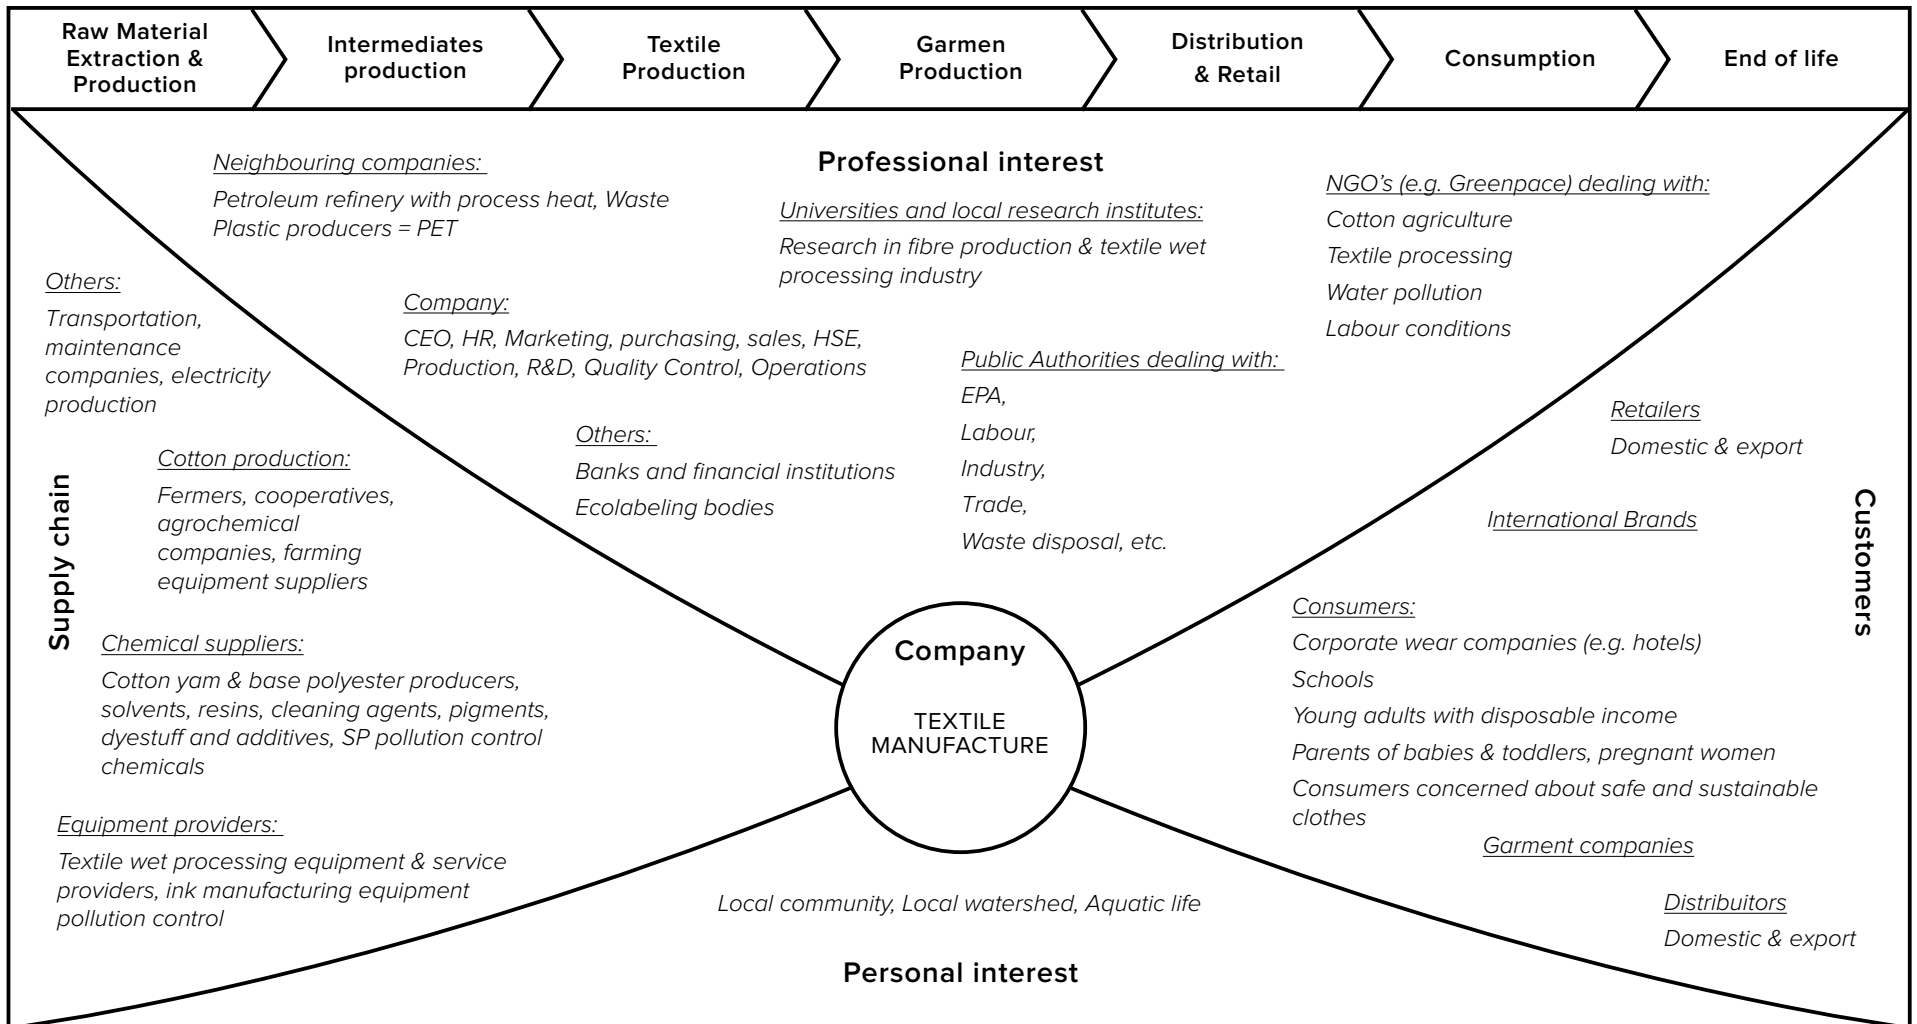 Raw Material
Extraction &
Production
Intermediates
production
Textile
Production
Garmen
Production
Distribution
& Retail
Consumption
End of life
Professional interest
Neighbouring companies:
Petroleum refinery with process heat, Waste
Plastic producers = PET
Universities and local research institutes:
Research in fibre production & textile wet
processing industry
NGO's (e.g. Greenpace) dealing with:
Cotton agriculture
Textile processing
Water pollution
Labour conditions
Company:
CEO, HR, Marketing, purchasing, sales, HSE,
Production, R&D, Quality Control, Operations
Public Authorities dealing with:
EPA,
Labour,
Industry,
Trade,
Waste disposal, etc.
Others:
Banks and financial institutions
Ecolabeling bodies
Supply chain
Others:
Transportation,
maintenance
companies, electricity
production
Cotton production:
Fermers, cooperatives,
agrochemical
companies, farming
equipment suppliers
Chemical suppliers:
Cotton yam & base polyester producers,
solvents, resins, cleaning agents, pigments,
dyestuff and additives, SP pollution control
chemicals
Equipment providers:
Textile wet processing equipment & service
providers, ink manufacturing equipment
pollution control
Company
TEXTILE
MANUFACTURE
Customers
Retailers
Domestic & export
International Brands
Consumers:
Corporate wear companies (e.g. hotels)
Schools
Young adults with disposable income
Parents of babies & toddlers, pregnant women
Consumers concerned about safe and sustainable
clothes
Garment companies
Distribuitors
Domestic & export
Local community, Local watershed, Aquatic life
Personal interest